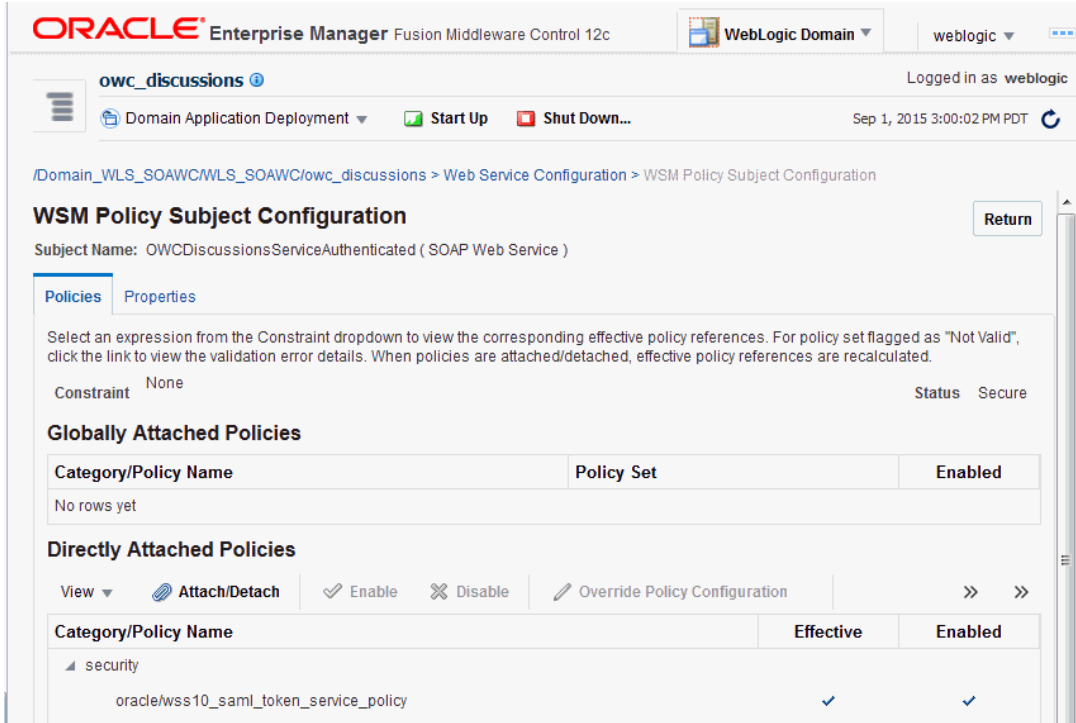 ORACLE Enterprise Manager Fusion Middleware Control 12c WebLogic Domain weblogic
owc_discussions Logged in as weblogic
Domain Application Deployment Start Up Shut Down... Sep 1, 2015 3:00:02 PM PDT
/Domain_WLS_SOAWC/WLS_SOAWC/owc_discussions > Web Service Configuration > WSM Policy Subject Configuration
WSM Policy Subject Configuration Return
Subject Name: OWCDiscussionsServiceAuthenticated ( SOAP Web Service )
Policies Properties
Select an expression from the Constraint dropdown to view the corresponding effective policy references. For policy set flagged as "Not Valid",
click the link to view the validation error details. When policies are attached/detached, effective policy references are recalculated.
Constraint None Status Secure
Globally Attached Policies
Category/Policy Name Policy Set Enabled
No rows yet
Directly Attached Policies
View Attach/Detach Enable Disable Override Policy Configuration
Category/Policy Name Effective Enabled
security
oracle/wss10_saml_token_service_policy